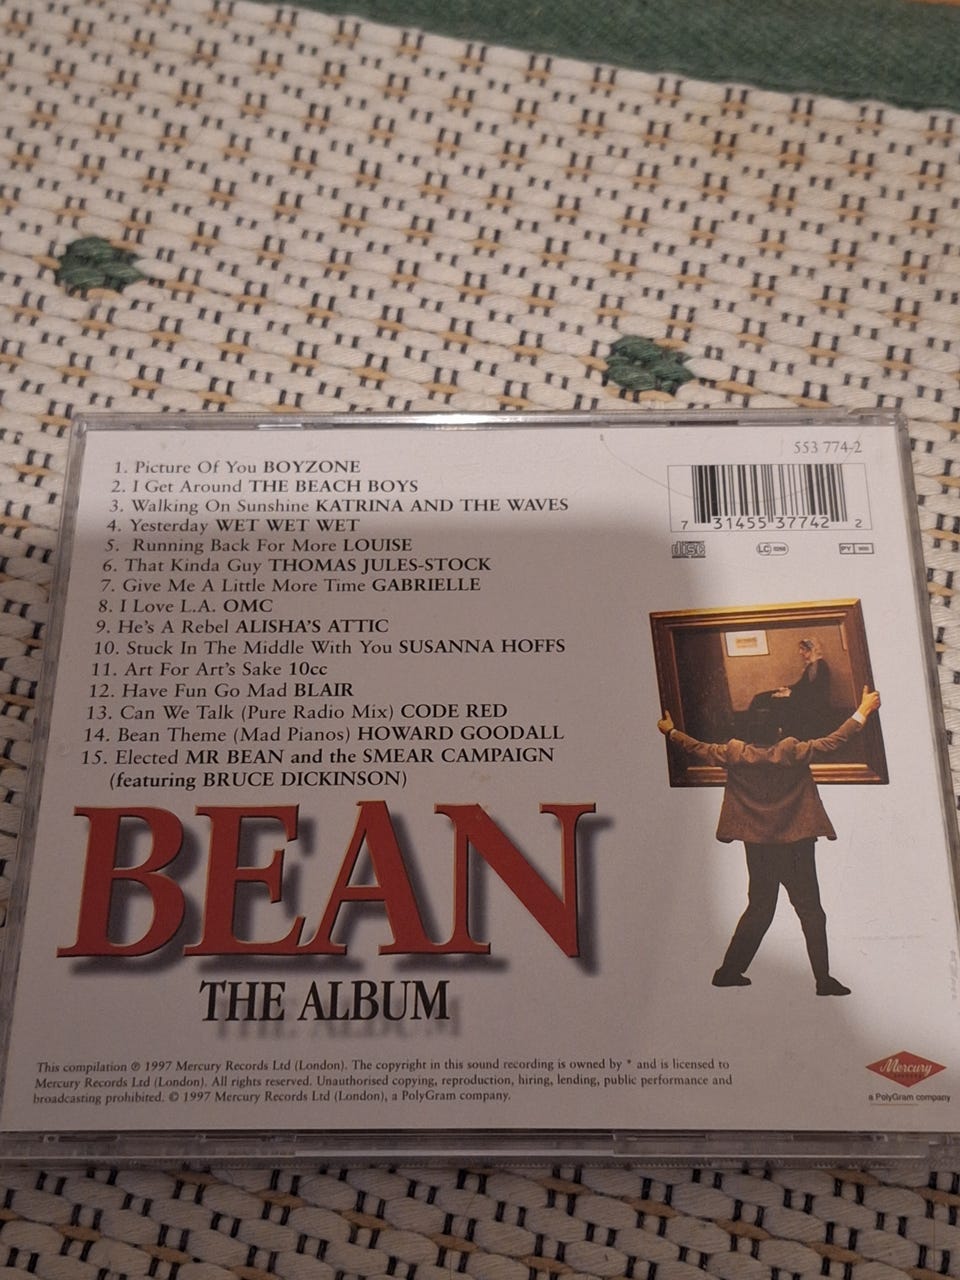 553 774-2
1. Picture Of You BOYZONE
2. I Get Around THE BEACH BOYS
3. Walking On Sunshine KATRINA AND THE WAVES
4. Yesterday WET WET WET
5. Running Back For More LOUISE
6. That Kinda Guy THOMAS JULES-STOCK
7. Give Me A Little More Time GABRIELLE
8. I Love L.A. OMC
9. He's A Rebel ALISHA'S ATTIC
10. Stuck In The Middle With You SUSANNA HOFFS
11. Art For Art's Sake 10cc
12. Have Fun Go Mad BLAIR
13. Can We Talk (Pure Radio Mix) CODE RED
14. Bean Theme (Mad Pianos) HOWARD GOODALL
15. Elected MR BEAN and the SMEAR CAMPAIGN
(featuring BRUCE DICKINSON)
7 31455 37742 2
disc
LC
PY
BEAN
THE ALBUM
This compilation ℗ 1997 Mercury Records Ltd (London). The copyright in this sound recording is owned by * and is licensed to
Mercury Records Ltd (London). All rights reserved. Unauthorised copying, reproduction, hiring, lending, public performance and
broadcasting prohibited. © 1997 Mercury Records Ltd (London), a PolyGram company.
Mercury
a PolyGram company